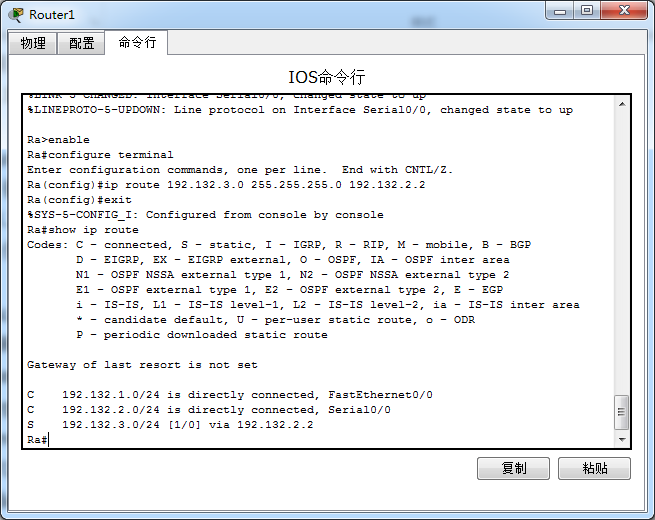 Router1
物理 配置 命令行
IOS命令行
%LINK-5-CHANGED: Interface Serial0/0, changed state to up
%LINEPROTO-5-UPDOWN: Line protocol on Interface Serial0/0, changed state to up
Ra>enable
Ra#configure terminal
Enter configuration commands, one per line.  End with CNTL/Z.
Ra(config)#ip route 192.132.3.0 255.255.255.0 192.132.2.2
Ra(config)#exit
%SYS-5-CONFIG_I: Configured from console by console
Ra#show ip route
Codes: C - connected, S - static, I - IGRP, R - RIP, M - mobile, B - BGP
D - EIGRP, EX - EIGRP external, O - OSPF, IA - OSPF inter area
N1 - OSPF NSSA external type 1, N2 - OSPF NSSA external type 2
E1 - OSPF external type 1, E2 - OSPF external type 2, E - EGP
i - IS-IS, L1 - IS-IS level-1, L2 - IS-IS level-2, ia - IS-IS inter area
* - candidate default, U - per-user static route, o - ODR
P - periodic downloaded static route
Gateway of last resort is not set
C    192.132.1.0/24 is directly connected, FastEthernet0/0
C    192.132.2.0/24 is directly connected, Serial0/0
S    192.132.3.0/24 [1/0] via 192.132.2.2
Ra#
复制 粘贴